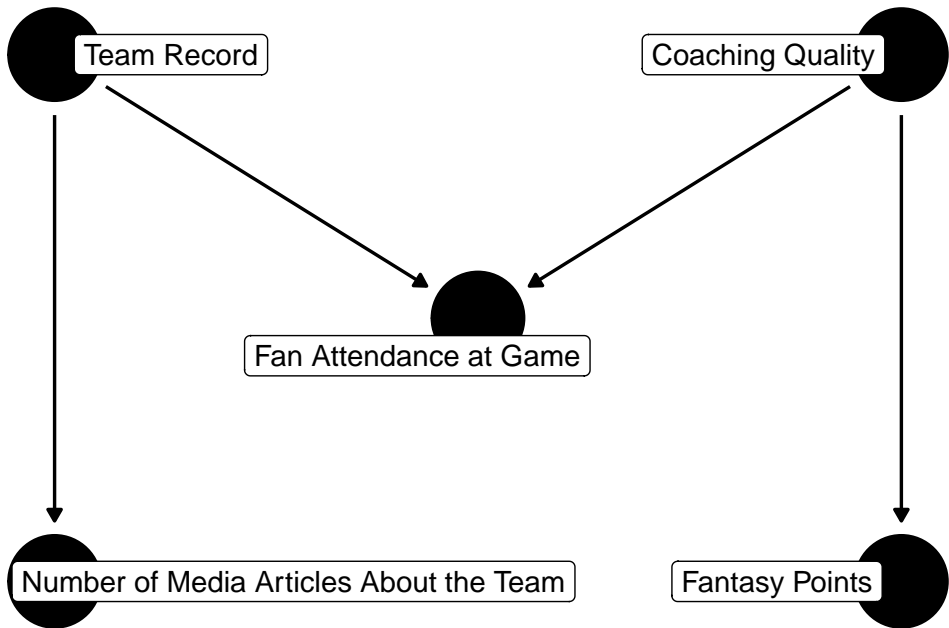 Team Record
Coaching Quality
Fan Attendance at Game
Number of Media Articles About the Team
Fantasy Points